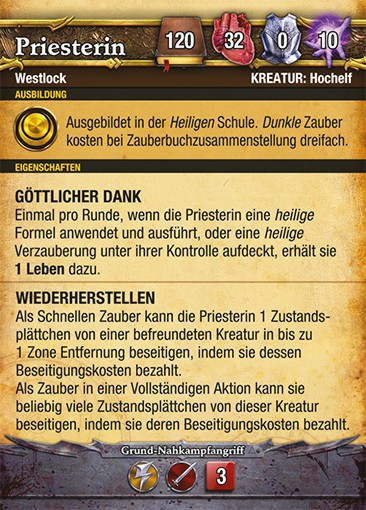 Priesterin 120 32 0 10
Westlock KREATUR: Hochelf
AUSBILDUNG
Ausgebildet in der Heiligen Schule. Dunkle Zauber
kosten bei Zauberbuchzusammenstellung dreifach.
EIGENSCHAFTEN
GÖTTLICHER DANK
Einmal pro Runde, wenn die Priesterin eine heilige
Formel anwendet und ausführt, oder eine heilige
Verzauberung unter ihrer Kontrolle aufdeckt, erhält sie
1 Leben dazu.
WIEDERHERSTELLEN
Als Schnellen Zauber kann die Priesterin 1 Zustands-
plättchen von einer befreundeten Kreatur in bis zu
1 Zone Entfernung beseitigen, indem sie dessen
Beseitigungskosten bezahlt.
Als Zauber in einer Vollständigen Aktion kann sie
beliebig viele Zustandsplättchen von dieser Kreatur
beseitigen, indem sie deren Beseitigungskosten bezahlt.
Grund-Nahkampfangriff
3